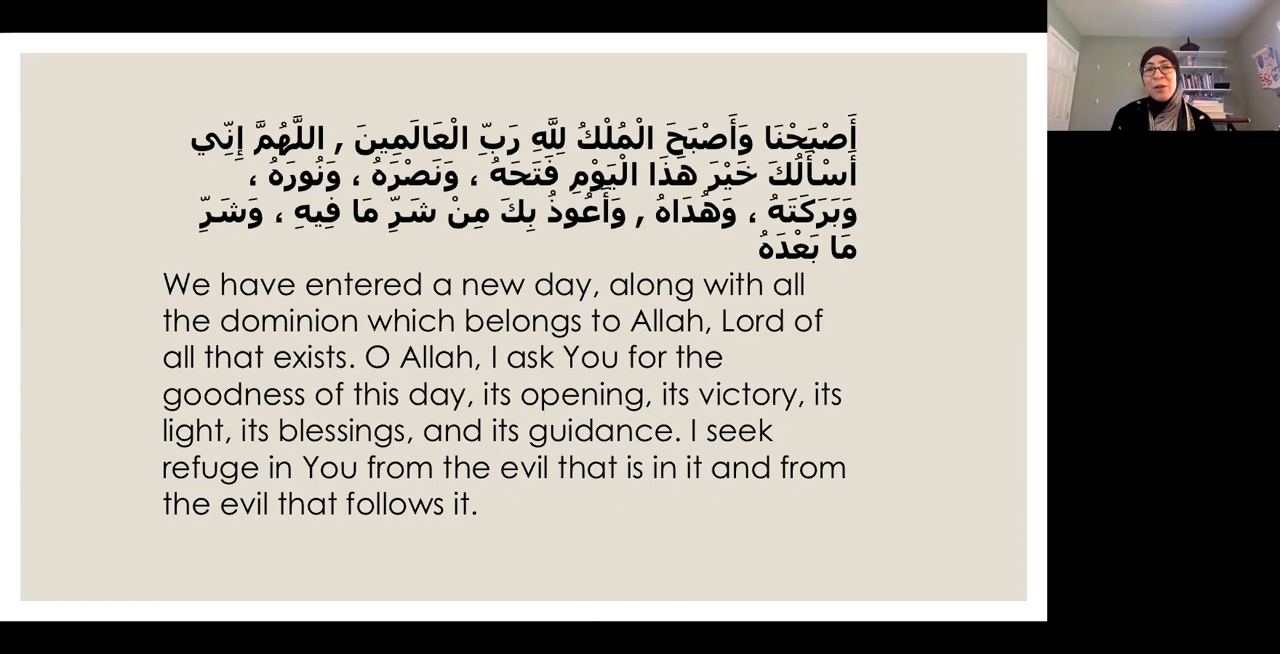 أَصْبَحْنَا وَأَصْبَحَ الْمُلْكُ لِلَّهِ رَبِّ الْعَالَمِينَ , اللَّهُمَّ إِنِّي
أَسْأَلُكَ خَيْرَ هَذَا الْيَوْمِ فَتَحَهُ ، وَنَصْرَهُ ، وَنُورَهُ ،
وَبَرَكَتَهُ ، وَهُدَاهُ , وَأَعُوذُ بِكَ مِنْ شَرِّ مَا فِيهِ ، وَشَرِّ
مَا بَعْدَهُ
We have entered a new day, along with all
the dominion which belongs to Allah, Lord of
all that exists. O Allah, I ask You for the
goodness of this day, its opening, its victory, its
light, its blessings, and its guidance. I seek
refuge in You from the evil that is in it and from
the evil that follows it.